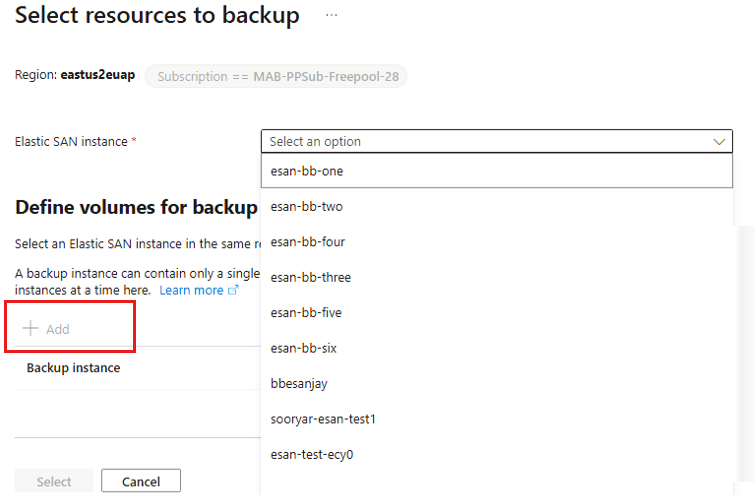 Select resources to backup ...
Region: eastus2euap Subscription == MAB-PPSub-Freepool-28
Elastic SAN instance * Select an option
esan-bb-one
esan-bb-two
Define volumes for backup
esan-bb-four
Select an Elastic SAN instance in the same re
A backup instance can contain only a single
esan-bb-three
instances at a time here. Learn more
esan-bb-five
+ Add
esan-bb-six
Backup instance
bbesanjay
sooryar-esan-test1
esan-test-ecy0
Select Cancel